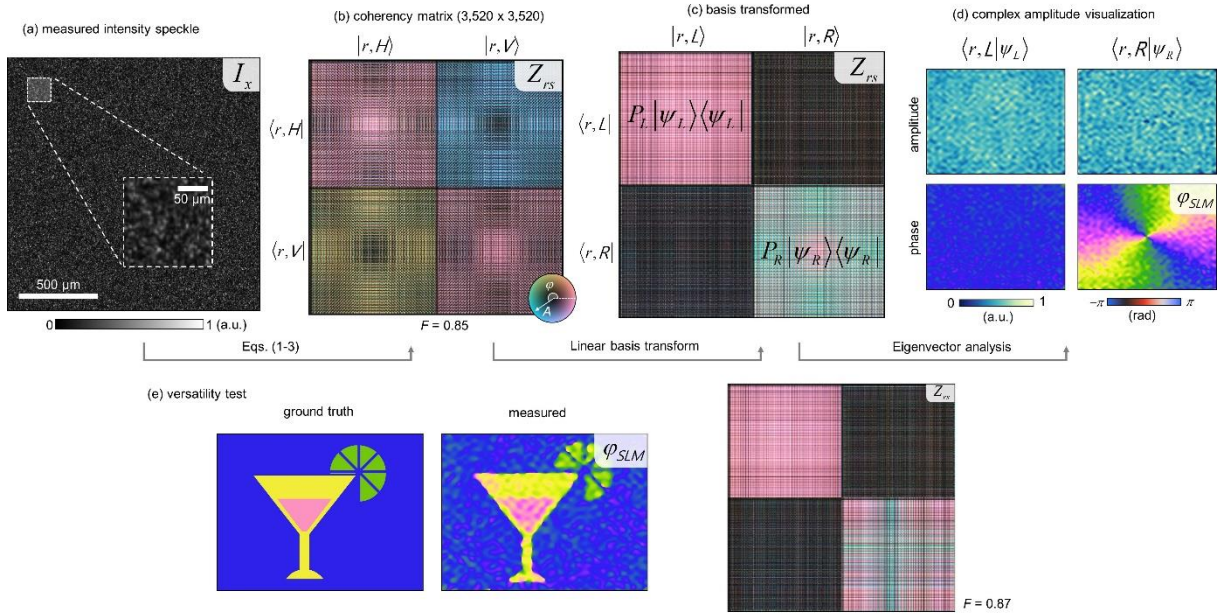 (a) measured intensity speckle
I_x
50 μm
500 μm
0 1 (a.u.)
(b) coherency matrix (3,520 x 3,520)
|r, H⟩ |r, V⟩
⟨r, H|
⟨r, V|
Z_rs
φ
A
F = 0.85
(c) basis transformed
|r, L⟩ |r, R⟩
⟨r, L|
⟨r, R|
Z_rs
P_L|ψ_L⟩⟨ψ_L|
P_R|ψ_R⟩⟨ψ_R|
(d) complex amplitude visualization
⟨r, L|ψ_L⟩ ⟨r, R|ψ_R⟩
amplitude
phase
φ_SLM
0 1
(a.u.)
−π π
(rad)
Eqs. (1-3)
Linear basis transform
Eigenvector analysis
(e) versatility test
ground truth
measured
φ_SLM
Z_rs
F = 0.87